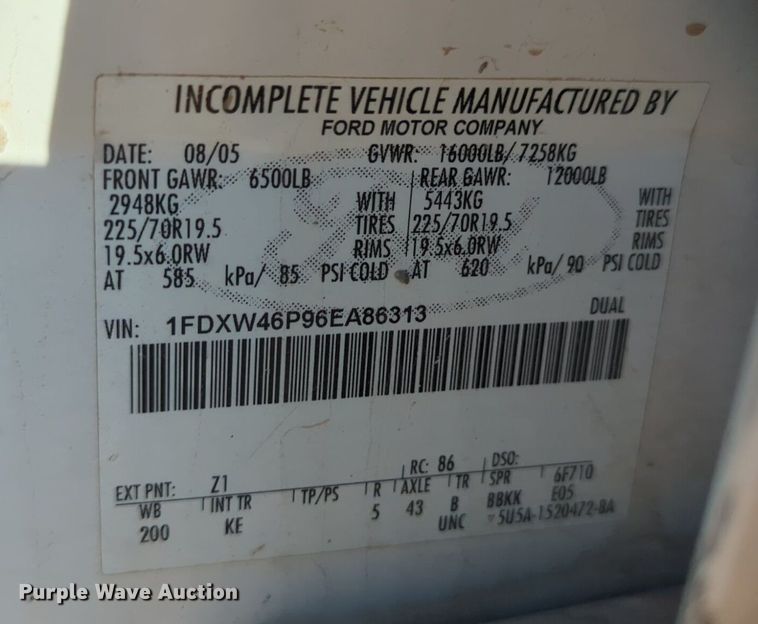 INCOMPLETE VEHICLE MANUFACTURED BY
FORD MOTOR COMPANY
DATE: 08/05 GVWR: 16000LB/ 7258KG
FRONT GAWR: 6500LB REAR GAWR: 12000LB
2948KG WITH 5443KG WITH
225/70R19.5 TIRES 225/70R19.5 TIRES
19.5x6.0RW RIMS 19.5x6.0RW RIMS
AT 585 kPa/ 85 PSI COLD AT 620 kPa/ 90 PSI COLD
VIN: 1FDXW46P96EA86313 DUAL
EXT PNT: Z1 RC: 86 DSO:
WB INT TR TP/PS R AXLE TR SPR 6F710
200 KE 5 43 B BBKK E05
UNC 5U5A-1520472-BA
Purple Wave Auction